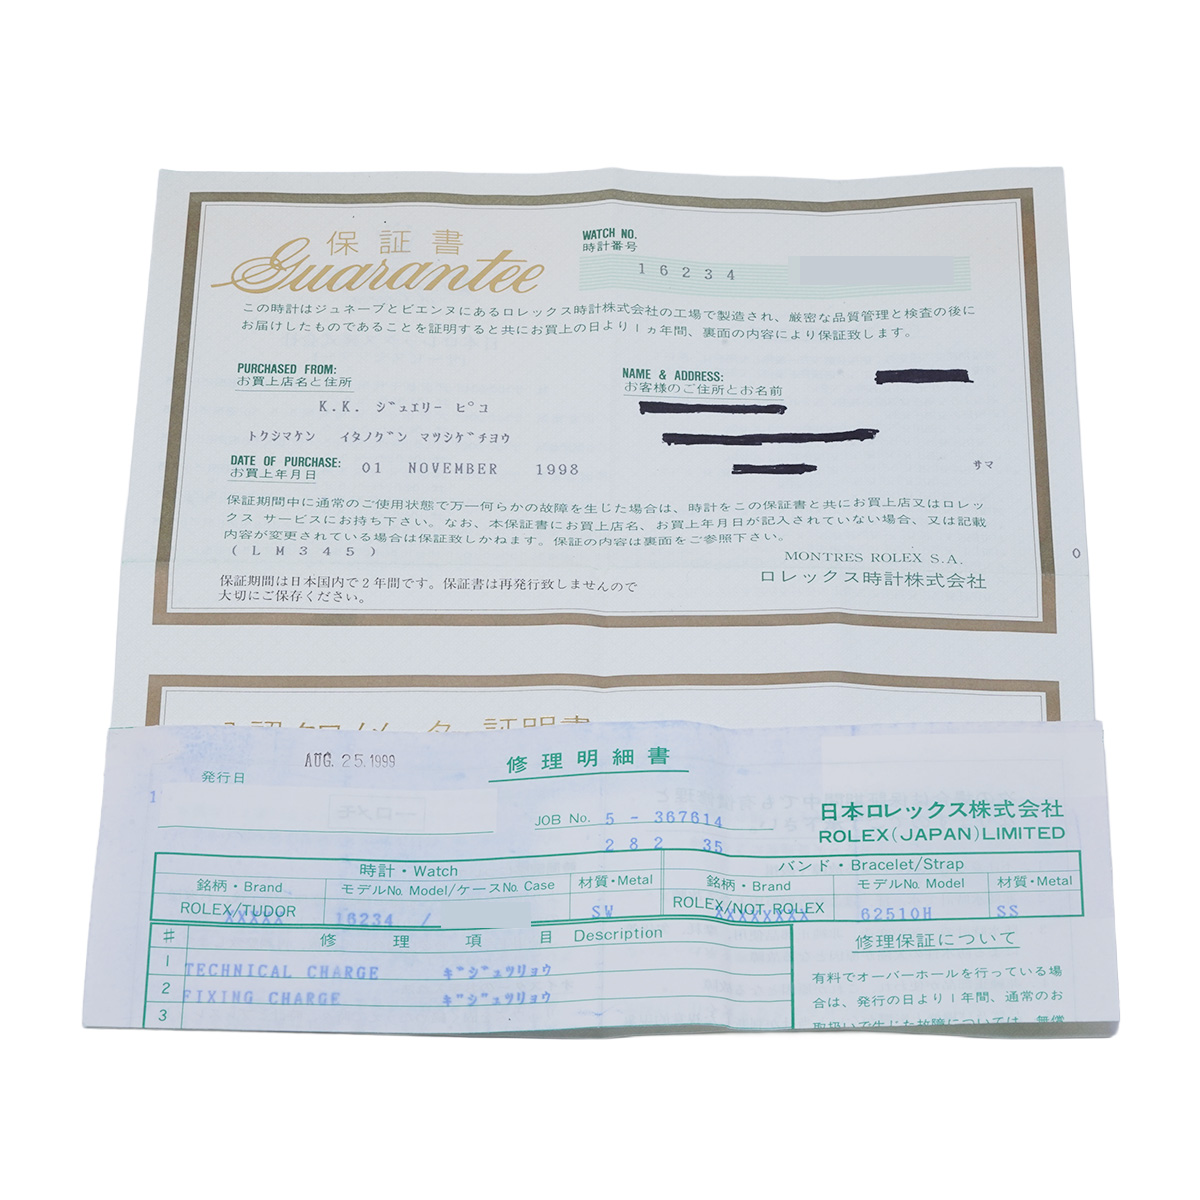 保証書
Guarantee
WATCH NO.
時計番号
16234
この時計はジュネーブとビエンヌにあるロレックス時計株式会社の工場で製造され、厳密な品質管理と検査の後に
お届けしたものであることを証明すると共にお買上の日より1ヵ年間、裏面の内容により保証致します。
PURCHASED FROM:
お買上店名と住所
K.K. ジュエリー ピコ
トクシマケン イタノグン マツシゲチョウ
NAME & ADDRESS:
お客様のご住所とお名前
サマ
DATE OF PURCHASE: 01 NOVEMBER 1998
お買上年月日
保証期間中に通常のご使用状態で万一何らかの故障を生じた場合は、時計をこの保証書と共にお買上店又はロレッ
クス サービスにお持ち下さい。なお、本保証書にお買上店名、お買上年月日が記入されていない場合、又は記載
内容が変更されている場合は保証致しかねます。保証の内容は裏面をご参照下さい。
(LM345)
MONTRES ROLEX S.A.
ロレックス時計株式会社
0
保証期間は日本国内で2年間です。保証書は再発行致しませんので
大切にご保存ください。
AUG. 25. 1999
発行日
修理明細書
1
JOB No. 5 - 367614
282 35
日本ロレックス株式会社
ROLEX(JAPAN)LIMITED
時計・Watch
バンド・Bracelet/Strap
銘柄・Brand モデルNo. Model/ケースNo. Case 材質・Metal 銘柄・Brand モデルNo. Model 材質・Metal
ROLEX/TUDOR 16234 / SW ROLEX/NOT ROLEX 62510H SS
# 修理項目 Description
1 TECHNICAL CHARGE ギジュツリョウ
2 FIXING CHARGE ギジュツリョウ
3
修理保証について
有料でオーバーホールを行っている場
合は、発行の日より1年間、通常のお
取扱いで生じた故障については、無償